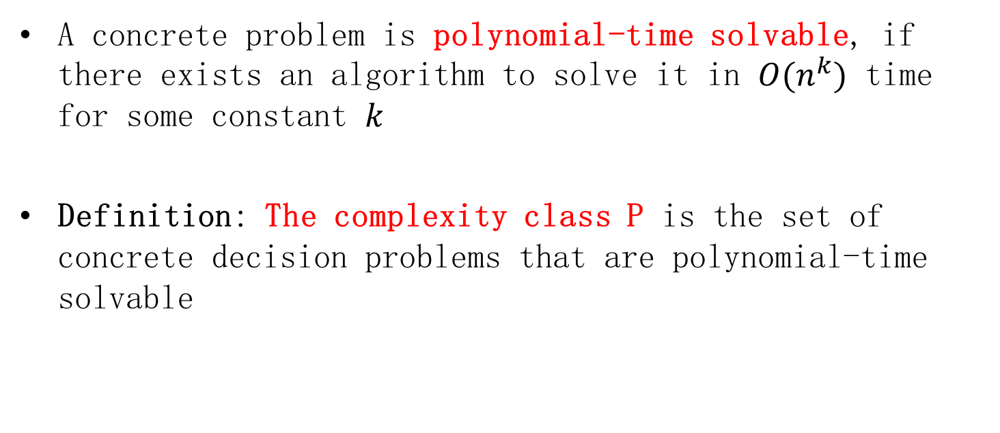 • A concrete problem is polynomial-time solvable, if
there exists an algorithm to solve it in O(n^k) time
for some constant k
• Definition: The complexity class P is the set of
concrete decision problems that are polynomial-time
solvable